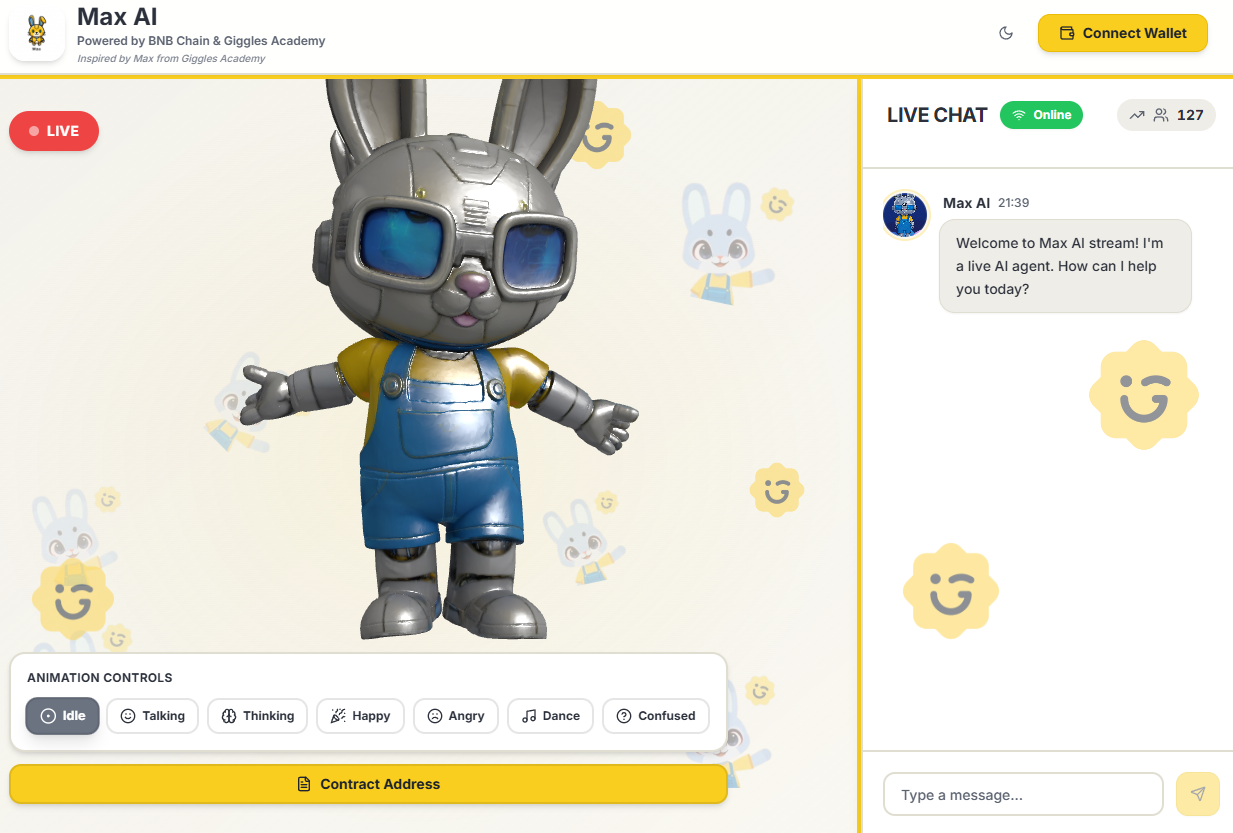 Max AI
Powered by BNB Chain & Giggles Academy
Inspired by Max from Giggles Academy
Max
Connect Wallet
LIVE
LIVE CHAT
Online
127
Max AI 21:39
Welcome to Max AI stream! I'm
a live AI agent. How can I help
you today?
ANIMATION CONTROLS
Idle
Talking
Thinking
Happy
Angry
Dance
Confused
Contract Address
Type a message...